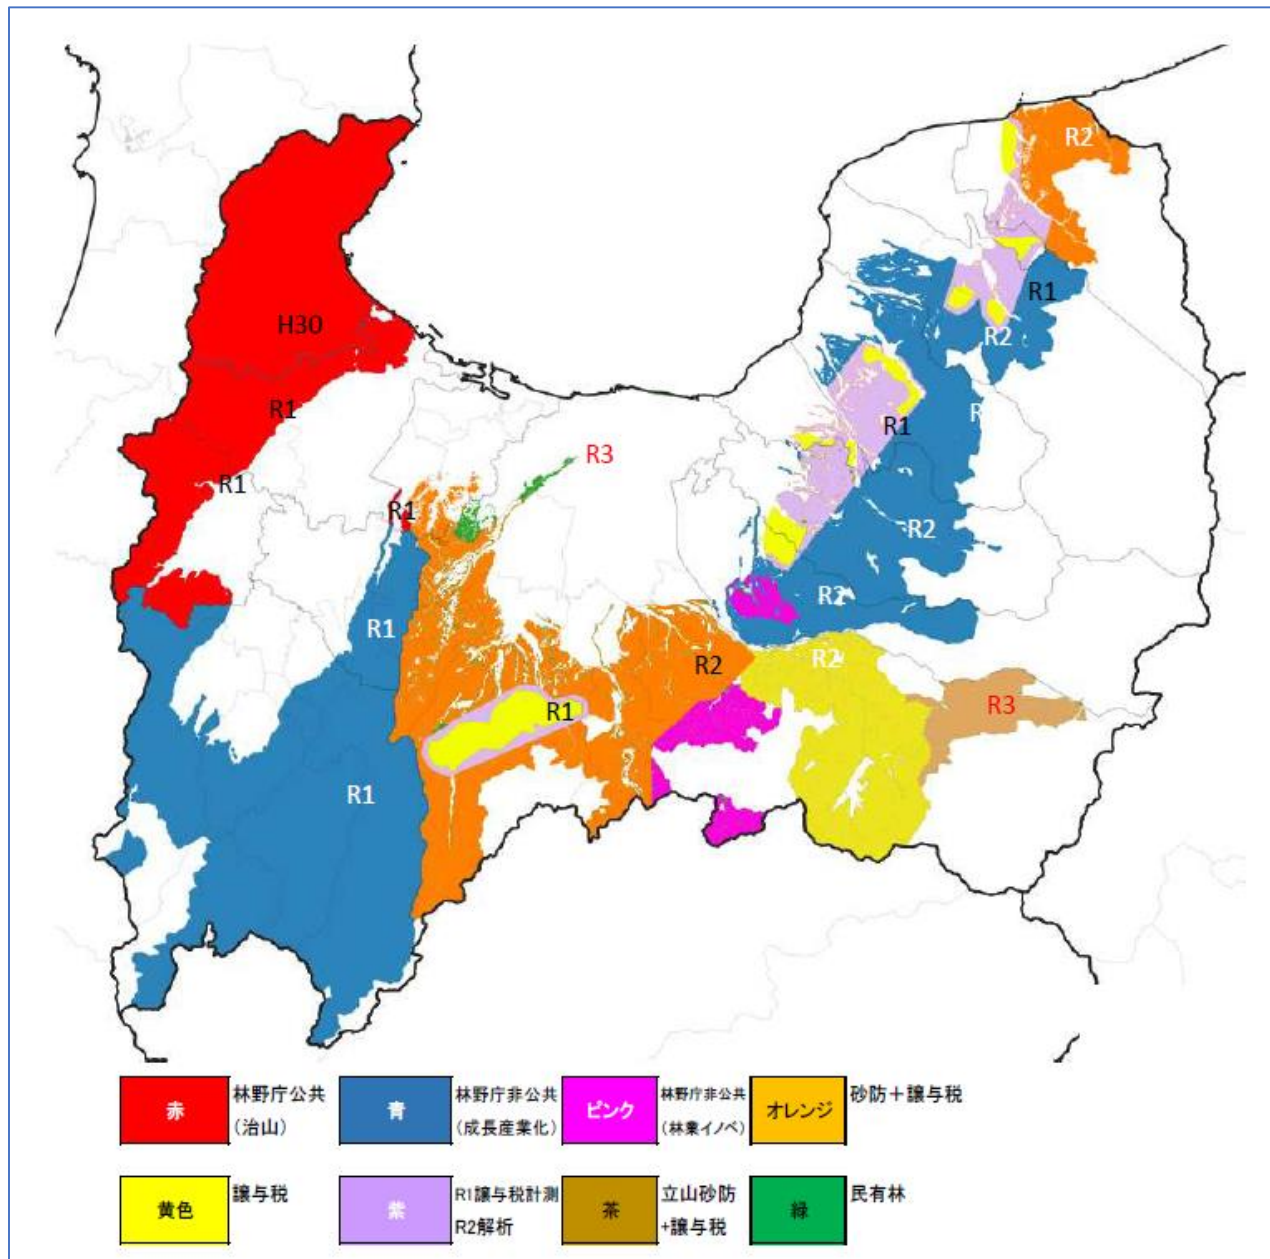 R2
R1
R2
H30
R1
R
R1
R3
R1
R1
R2
R2
R1
R2
R2
R1
R3
R1
R1
赤
林野庁公共
(治山)
青
林野庁非公共
(成長産業化)
ピンク
林野庁非公共
(林業イノベ)
オレンジ
砂防+譲与税
黄色
譲与税
紫
R1譲与税計測
R2解析
茶
立山砂防
+譲与税
緑
民有林